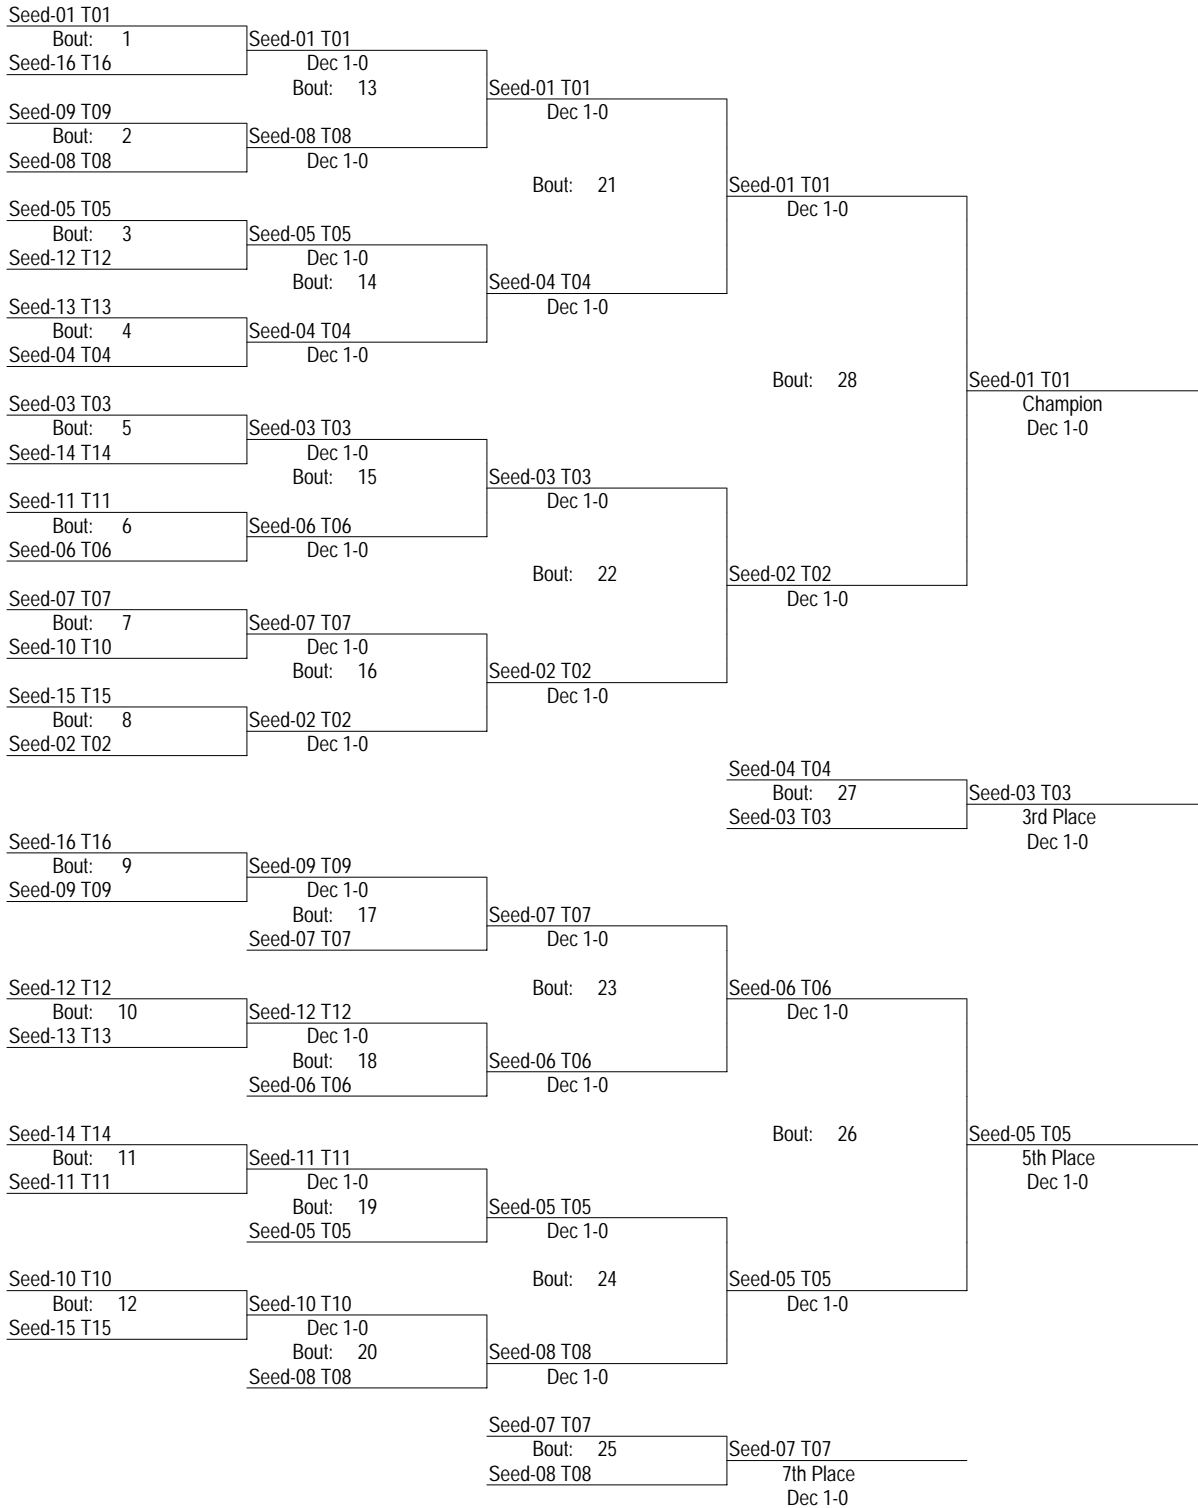 Seed-01 T01
Bout: 1
Seed-01 T01
Seed-16 T16
Dec 1-0
Bout: 13
Seed-01 T01
Seed-09 T09
Dec 1-0
Bout: 2
Seed-08 T08
Seed-08 T08
Dec 1-0
Bout: 21
Seed-01 T01
Seed-05 T05
Dec 1-0
Bout: 3
Seed-05 T05
Seed-12 T12
Dec 1-0
Bout: 14
Seed-04 T04
Seed-13 T13
Dec 1-0
Bout: 4
Seed-04 T04
Seed-04 T04
Dec 1-0
Bout: 28
Seed-01 T01
Seed-03 T03
Champion
Bout: 5
Seed-03 T03
Dec 1-0
Seed-14 T14
Dec 1-0
Bout: 15
Seed-03 T03
Seed-11 T11
Dec 1-0
Bout: 6
Seed-06 T06
Seed-06 T06
Dec 1-0
Bout: 22
Seed-02 T02
Seed-07 T07
Dec 1-0
Bout: 7
Seed-07 T07
Seed-10 T10
Dec 1-0
Bout: 16
Seed-02 T02
Seed-15 T15
Dec 1-0
Bout: 8
Seed-02 T02
Seed-02 T02
Dec 1-0
Seed-04 T04
Bout: 27
Seed-03 T03
Seed-03 T03
3rd Place
Dec 1-0
Seed-16 T16
Bout: 9
Seed-09 T09
Seed-09 T09
Dec 1-0
Bout: 17
Seed-07 T07
Seed-07 T07
Dec 1-0
Seed-12 T12
Bout: 23
Seed-06 T06
Bout: 10
Seed-12 T12
Dec 1-0
Seed-13 T13
Dec 1-0
Bout: 18
Seed-06 T06
Seed-06 T06
Dec 1-0
Seed-14 T14
Bout: 26
Seed-05 T05
Bout: 11
Seed-11 T11
5th Place
Seed-11 T11
Dec 1-0
Dec 1-0
Bout: 19
Seed-05 T05
Seed-05 T05
Dec 1-0
Seed-10 T10
Bout: 24
Seed-05 T05
Bout: 12
Seed-10 T10
Dec 1-0
Seed-15 T15
Dec 1-0
Bout: 20
Seed-08 T08
Seed-08 T08
Dec 1-0
Seed-07 T07
Bout: 25
Seed-07 T07
Seed-08 T08
7th Place
Dec 1-0